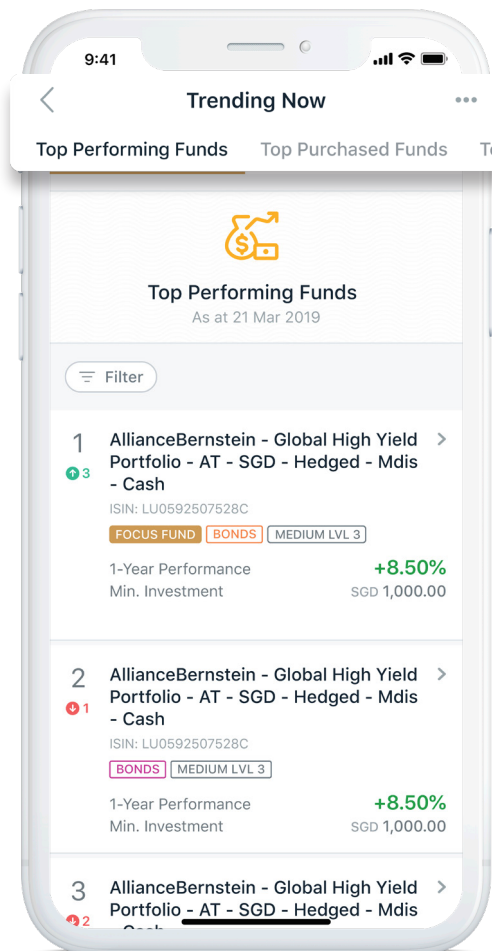 9:41
Trending Now
Top Performing Funds Top Purchased Funds
Top Performing Funds
As at 21 Mar 2019
Filter
1 AllianceBernstein - Global High Yield
3 Portfolio - AT - SGD - Hedged - Mdis
- Cash
ISIN: LU0592507528C
FOCUS FUND BONDS MEDIUM LVL 3
1-Year Performance +8.50%
Min. Investment SGD 1,000.00
2 AllianceBernstein - Global High Yield
1 Portfolio - AT - SGD - Hedged - Mdis
- Cash
ISIN: LU0592507528C
BONDS MEDIUM LVL 3
1-Year Performance +8.50%
Min. Investment SGD 1,000.00
3 AllianceBernstein - Global High Yield
2 Portfolio - AT - SGD - Hedged - Mdis